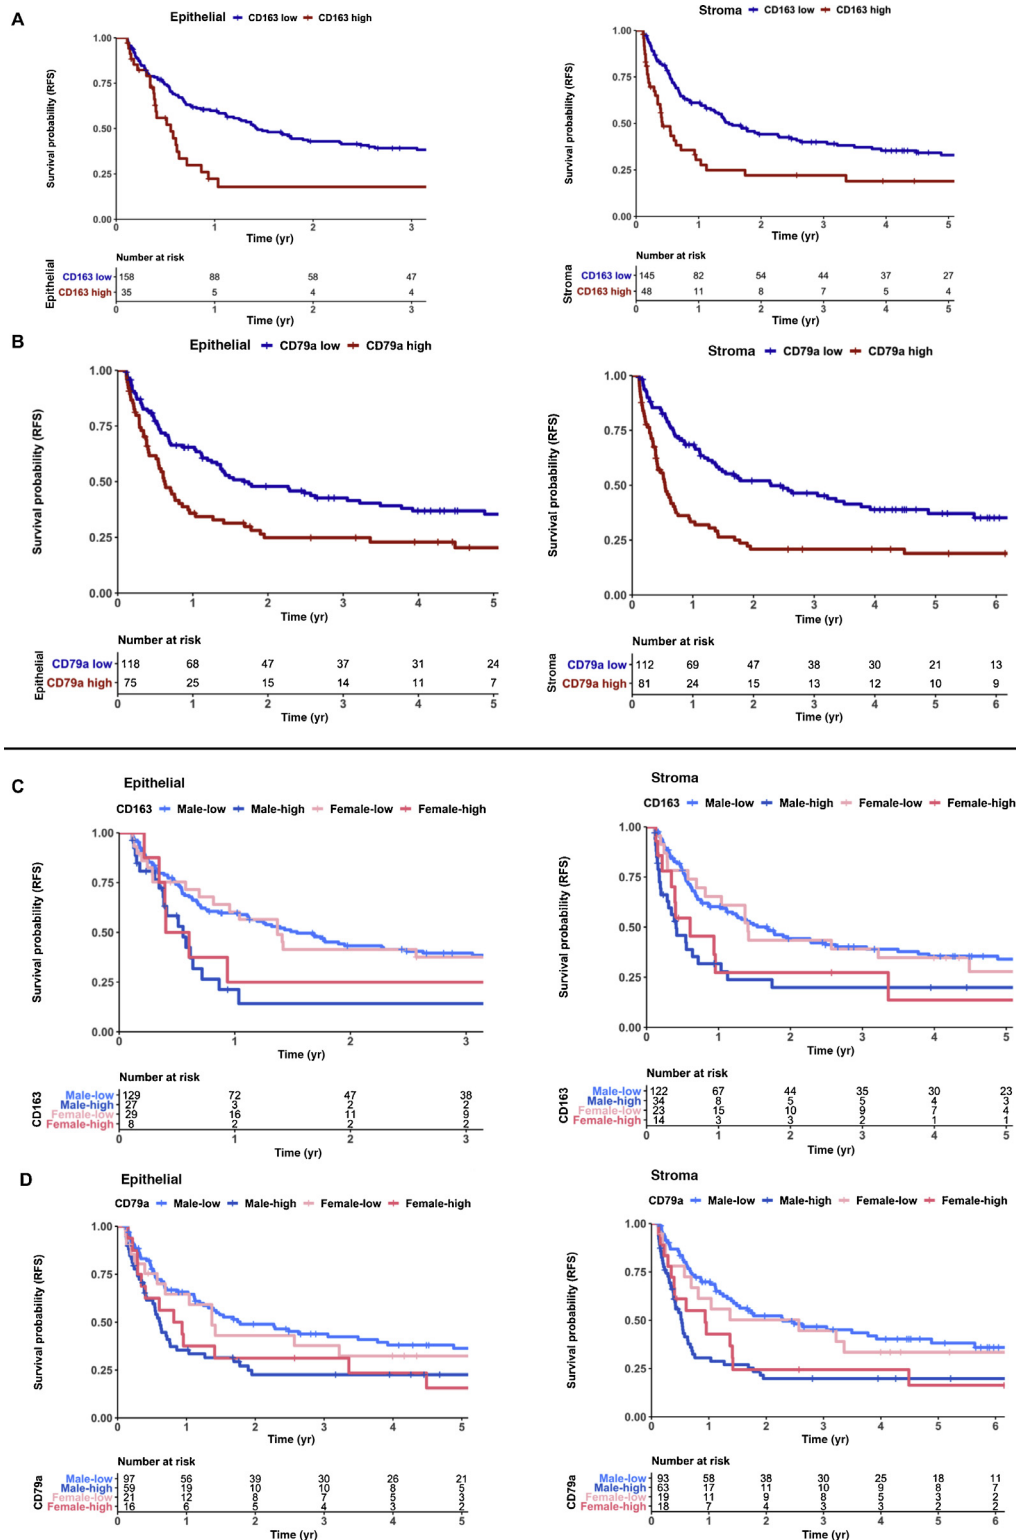 A
Epithelial CD163 low CD163 high
Survival probability (RFS)
1.00
0.75
0.50
0.25
0.00
0 1 2 3
Time (yr)
Number at risk
Epithelial
CD163 low 158 88 58 47
CD163 high 35 5 4 4
0 1 2 3
Time (yr)
Stroma CD163 low CD163 high
Survival probability (RFS)
1.00
0.75
0.50
0.25
0.00
0 1 2 3 4 5
Time (yr)
Number at risk
Stroma
CD163 low 145 82 54 44 37 27
CD163 high 48 11 8 7 5 4
0 1 2 3 4 5
Time (yr)
B
Epithelial CD79a low CD79a high
Survival probability (RFS)
1.00
0.75
0.50
0.25
0.00
0 1 2 3 4 5
Time (yr)
Number at risk
Epithelial
CD79a low 118 68 47 37 31 24
CD79a high 75 25 15 14 11 7
0 1 2 3 4 5
Time (yr)
Stroma CD79a low CD79a high
Survival probability (RFS)
1.00
0.75
0.50
0.25
0.00
0 1 2 3 4 5 6
Time (yr)
Number at risk
Stroma
CD79a low 112 69 47 38 30 21 13
CD79a high 81 24 15 13 12 10 9
0 1 2 3 4 5 6
Time (yr)
C
Epithelial
CD163 Male-low Male-high Female-low Female-high
Survival probability (RFS)
1.00
0.75
0.50
0.25
0.00
0 1 2 3
Time (yr)
Number at risk
CD163
Male-low 129 72 47 38
Male-high 27 3 2 2
Female-low 29 16 11 9
Female-high 8 2 2 2
0 1 2 3
Time (yr)
Stroma
CD163 Male-low Male-high Female-low Female-high
Survival probability (RFS)
1.00
0.75
0.50
0.25
0.00
0 1 2 3 4 5
Time (yr)
Number at risk
CD163
Male-low 122 67 44 35 30 23
Male-high 34 8 5 5 4 3
Female-low 23 15 10 9 7 4
Female-high 14 3 3 2 1 1
0 1 2 3 4 5
Time (yr)
D
Epithelial
CD79a Male-low Male-high Female-low Female-high
Survival probability (RFS)
1.00
0.75
0.50
0.25
0.00
0 1 2 3 4 5
Time (yr)
Number at risk
CD79a
Male-low 97 56 39 30 26 21
Male-high 59 19 10 10 8 5
Female-low 21 12 8 7 5 3
Female-high 16 6 5 4 3 2
0 1 2 3 4 5
Time (yr)
Stroma
CD79a Male-low Male-high Female-low Female-high
Survival probability (RFS)
1.00
0.75
0.50
0.25
0.00
0 1 2 3 4 5 6
Time (yr)
Number at risk
CD79a
Male-low 93 58 38 30 25 18 11
Male-high 63 17 11 10 9 8 7
Female-low 19 11 9 8 5 3 2
Female-high 18 7 4 3 3 2 2
0 1 2 3 4 5 6
Time (yr)